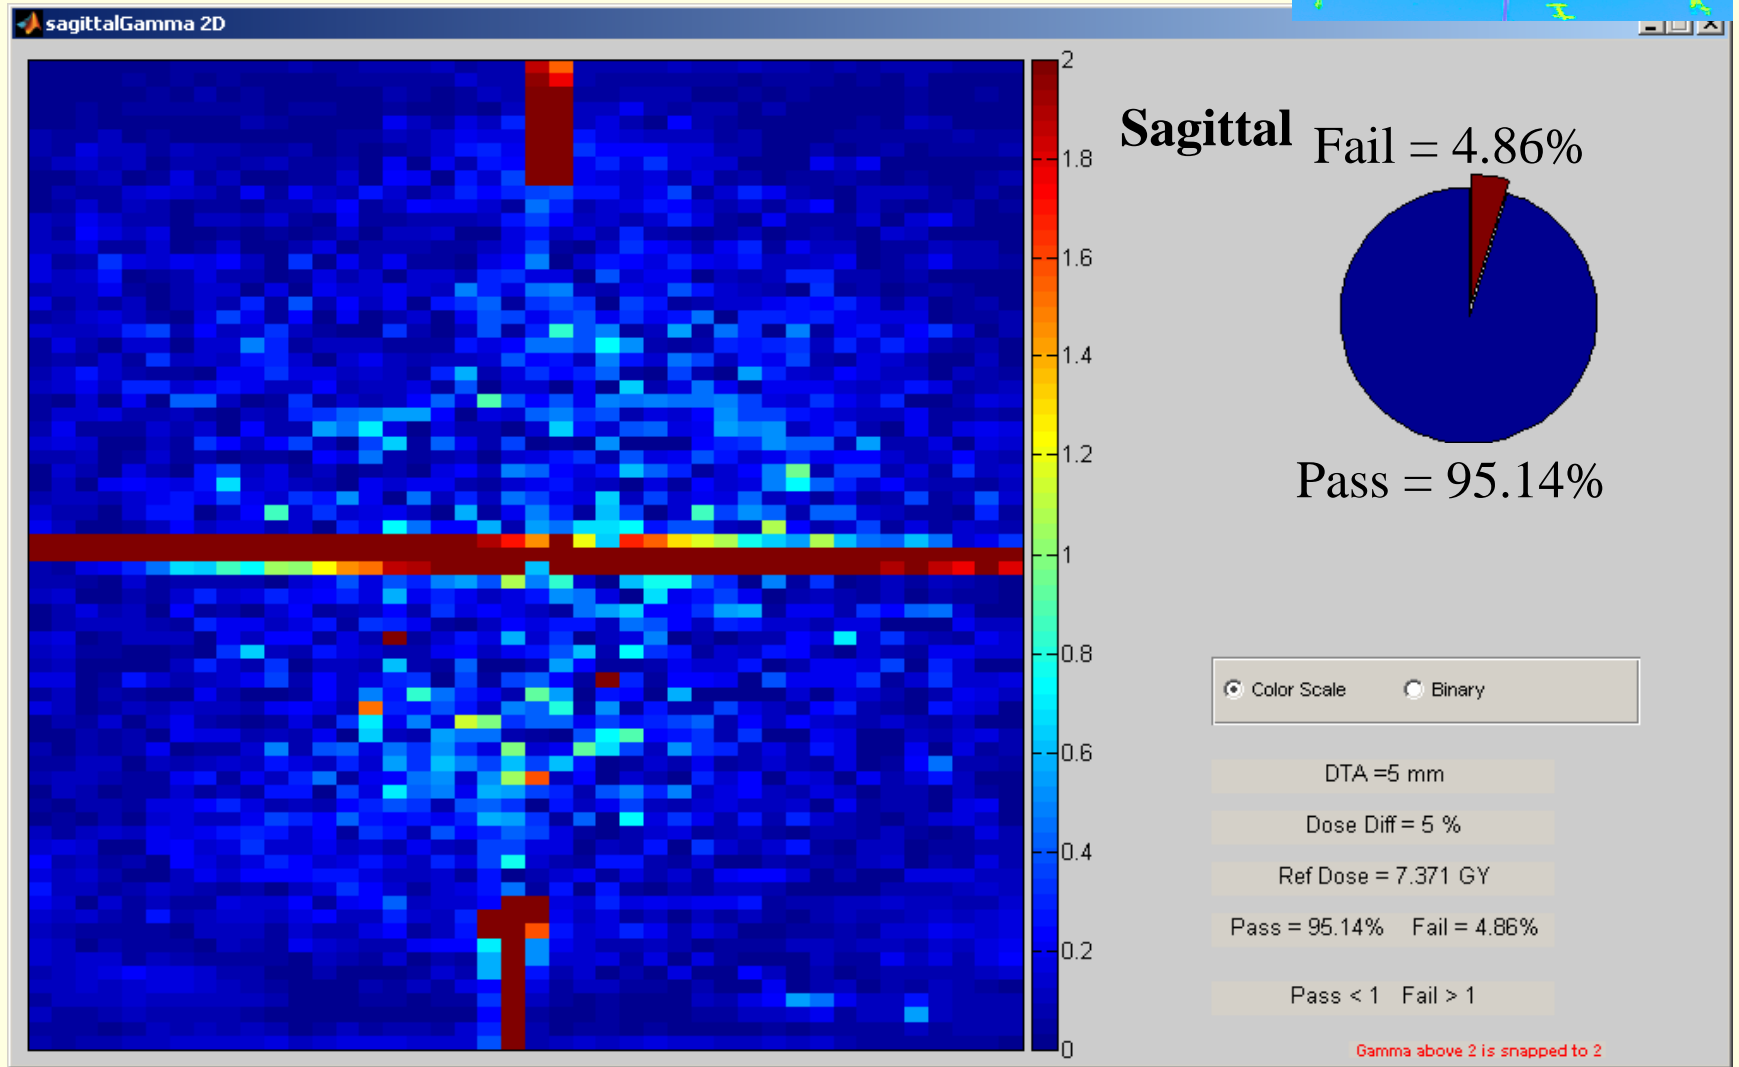 sagittalGamma 2D
2
1.8
1.6
1.4
1.2
1
0.8
0.6
0.4
0.2
0
Sagittal
Fail = 4.86%
Pass = 95.14%
Color Scale
Binary
DTA =5 mm
Dose Diff = 5 %
Ref Dose = 7.371 GY
Pass = 95.14% Fail = 4.86%
Pass < 1 Fail > 1
Gamma above 2 is snapped to 2